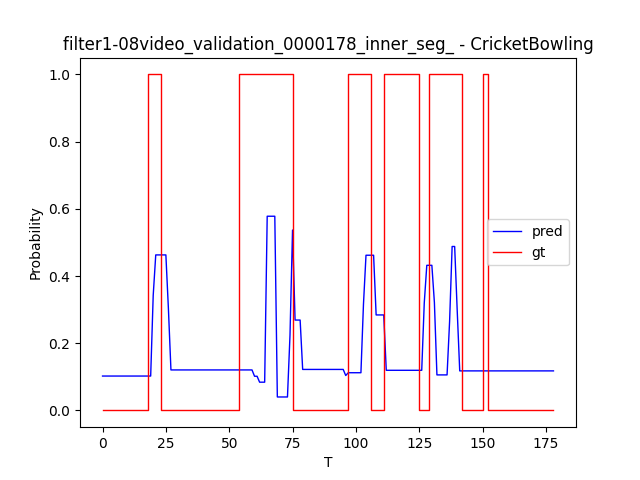 filter1-08video_validation_0000178_inner_seg_ - CricketBowling
1.0
0.8
0.6
0.4
0.2
0.0
Probability
pred
gt
0 25 50 75 100 125 150 175
T